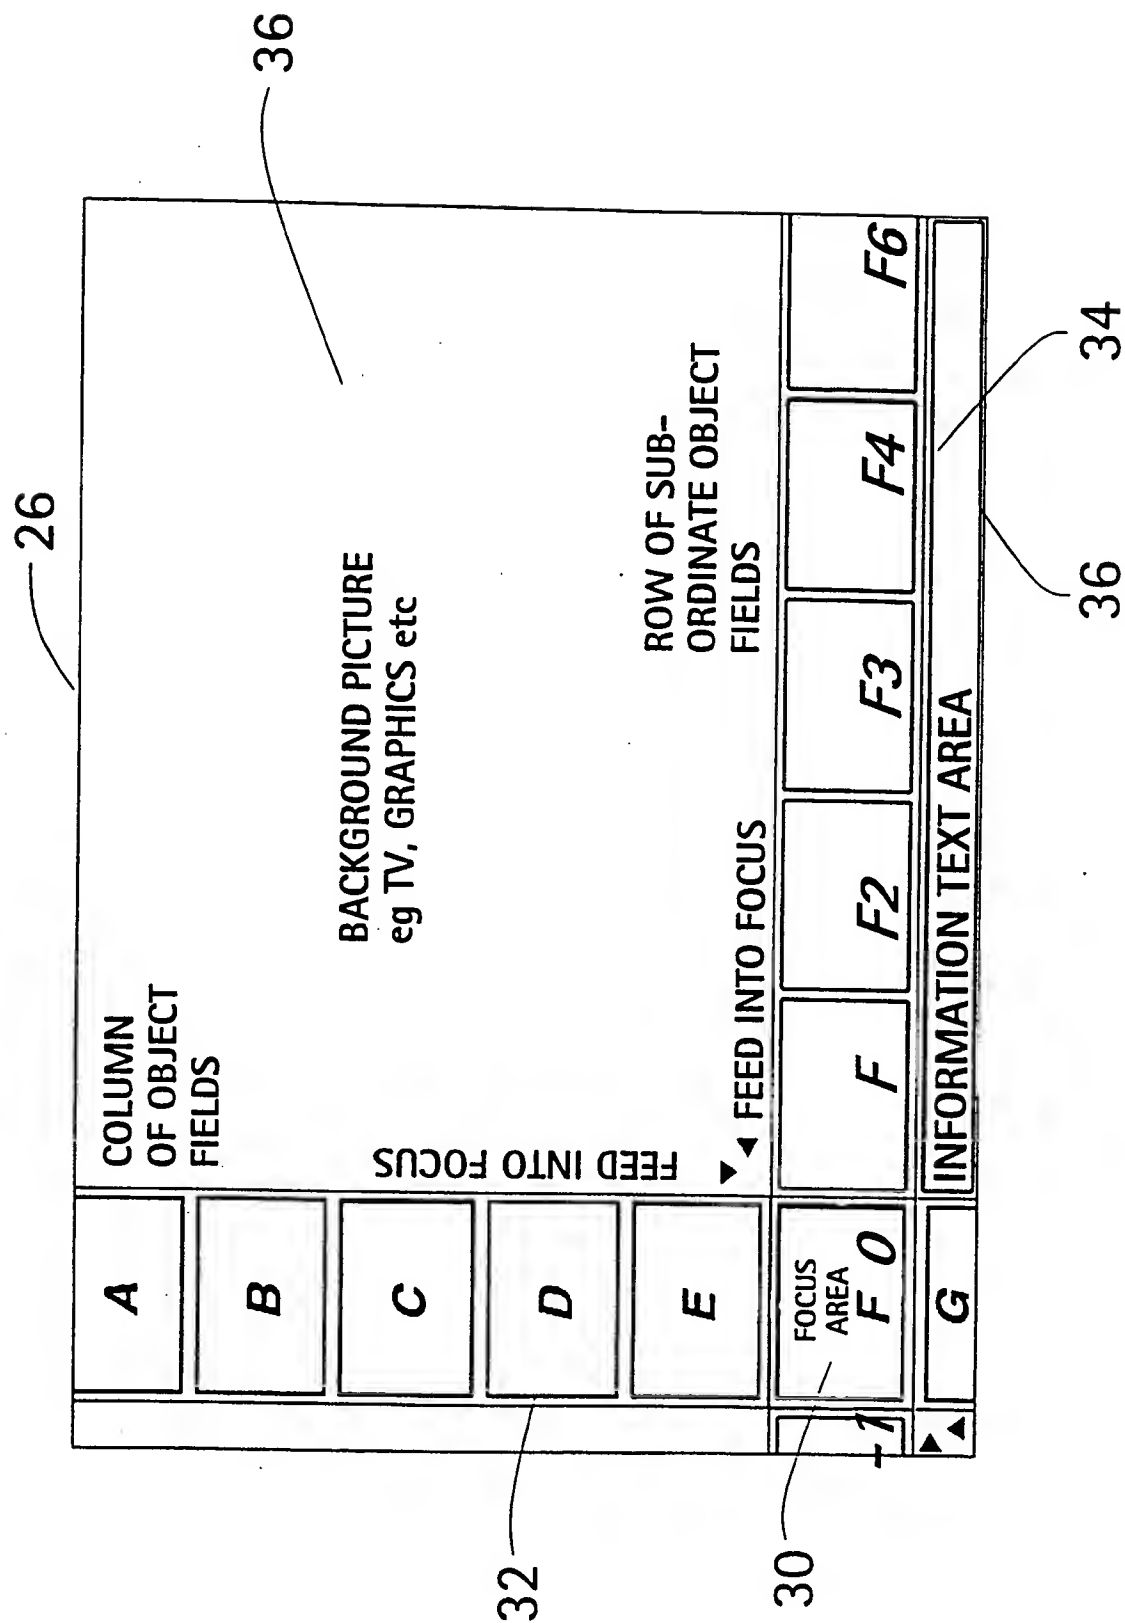 26
36
COLUMN
OF OBJECT
FIELDS
A
B
C
D
E
BACKGROUND PICTURE
eg TV, GRAPHICS etc
FEED INTO FOCUS
ROW OF SUB-
ORDINATE OBJECT
FIELDS
FEED INTO FOCUS
-1
FOCUS
AREA
F 0
F
F2
F3
F4
F6
G
INFORMATION TEXT AREA
32
30
36
34